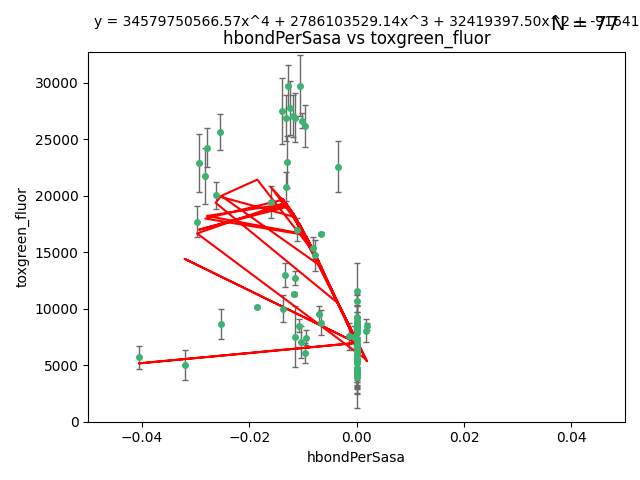 y = 34579750566.57x^4 + 2786103529.14x^3 + 32419397.50x^2 + -91641
N = 77
hbondPerSasa vs toxgreen_fluor
30000
25000
20000
15000
10000
5000
0
toxgreen_fluor
−0.04
−0.02
0.00
0.02
0.04
hbondPerSasa